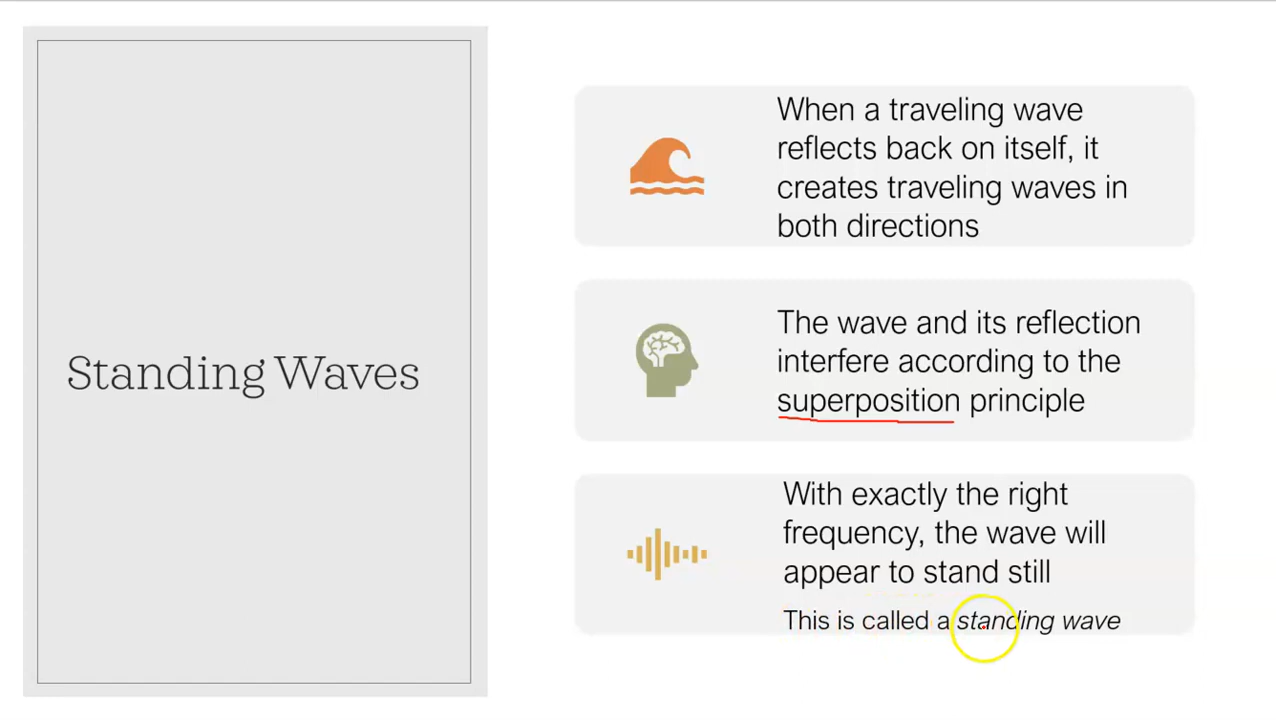 Standing Waves
When a traveling wave
reflects back on itself, it
creates traveling waves in
both directions
The wave and its reflection
interfere according to the
superposition principle
With exactly the right
frequency, the wave will
appear to stand still
This is called a standing wave